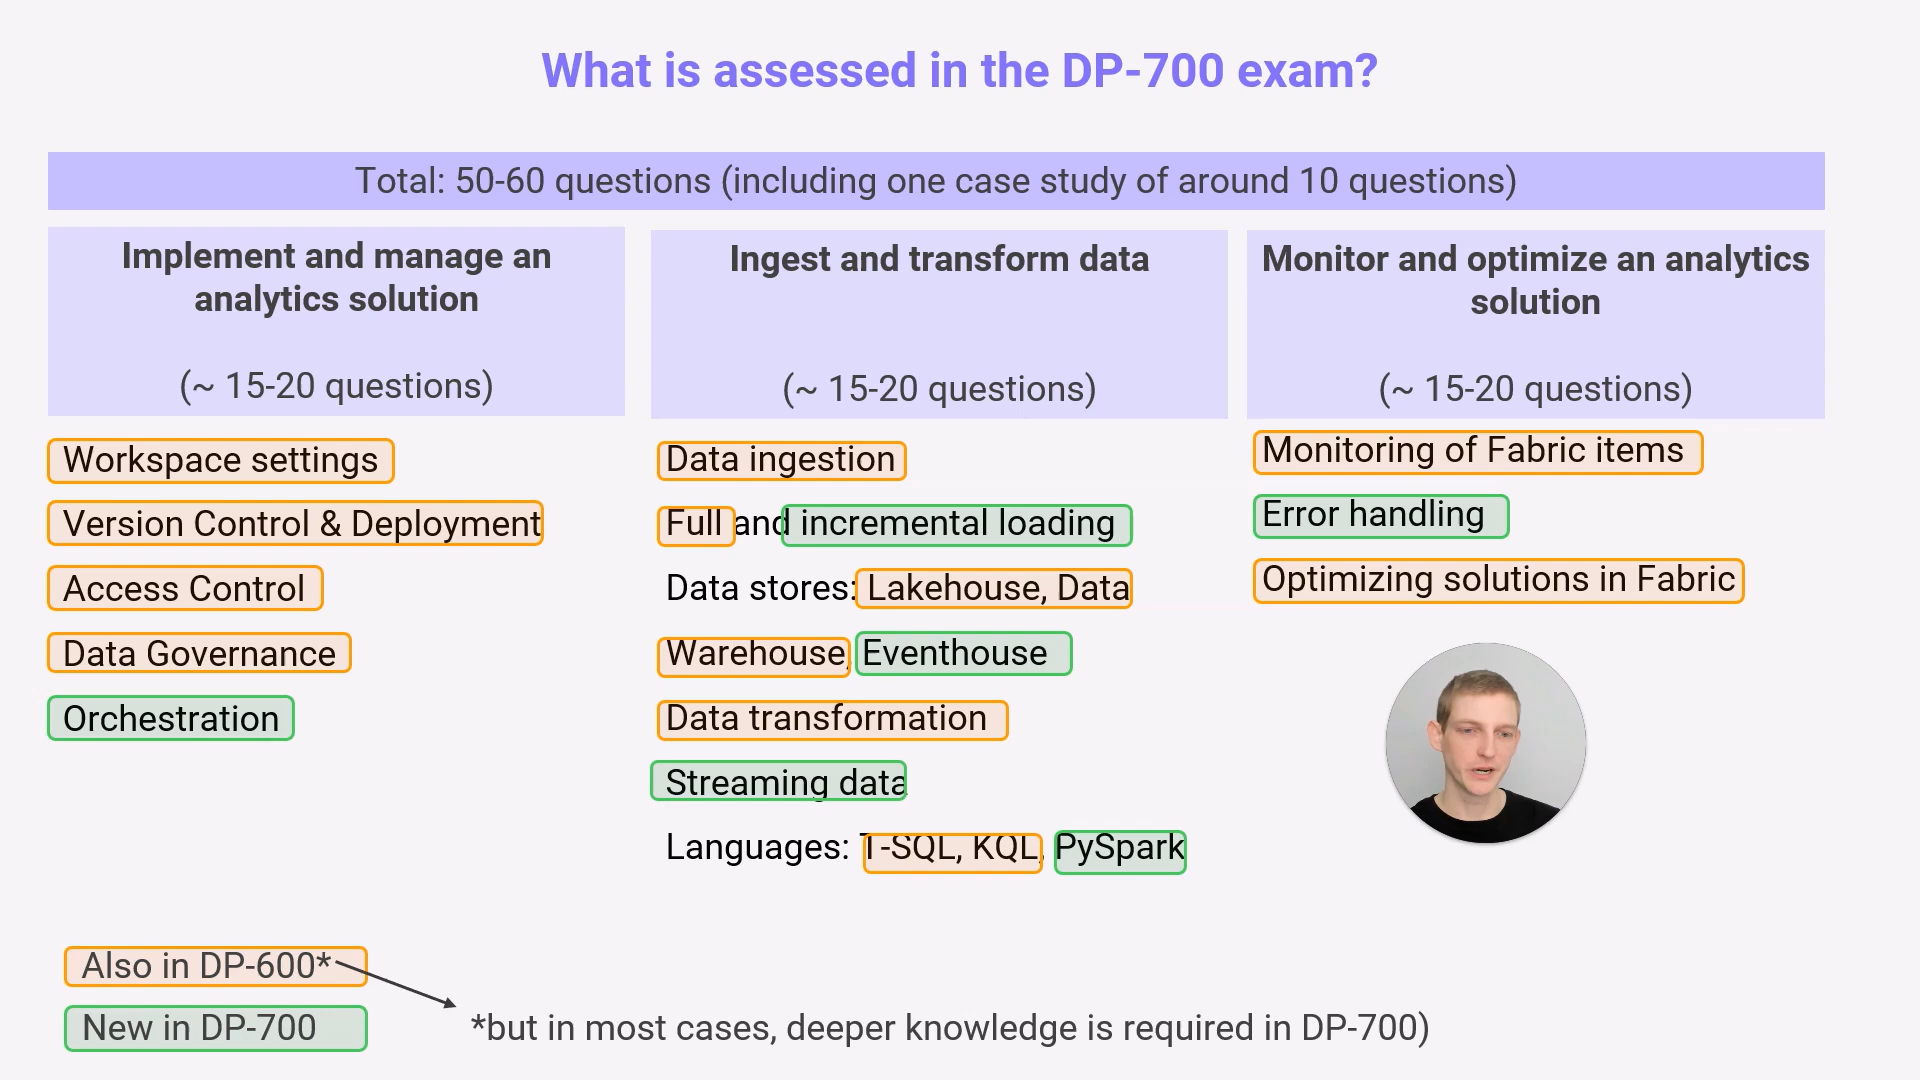 What is assessed in the DP-700 exam?
Total: 50-60 questions (including one case study of around 10 questions)
Implement and manage an
analytics solution
(~ 15-20 questions)
Workspace settings
Version Control & Deployment
Access Control
Data Governance
Orchestration
Ingest and transform data
(~ 15-20 questions)
Data ingestion
Full and incremental loading
Data stores: Lakehouse, Data
Warehouse, Eventhouse
Data transformation
Streaming data
Languages: T-SQL, KQL, PySpark
Monitor and optimize an analytics
solution
(~ 15-20 questions)
Monitoring of Fabric items
Error handling
Optimizing solutions in Fabric
Also in DP-600*
New in DP-700
*but in most cases, deeper knowledge is required in DP-700)